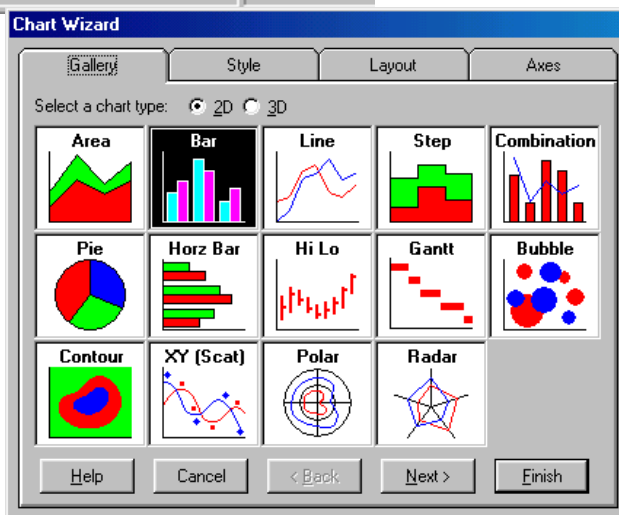 Chart Wizard
Gallery Style Layout Axes
Select a chart type: 2D 3D
Area Bar Line Step Combination
Pie Horz Bar Hi Lo Gantt Bubble
Contour XY (Scat) Polar Radar
Help Cancel < Back Next > Finish